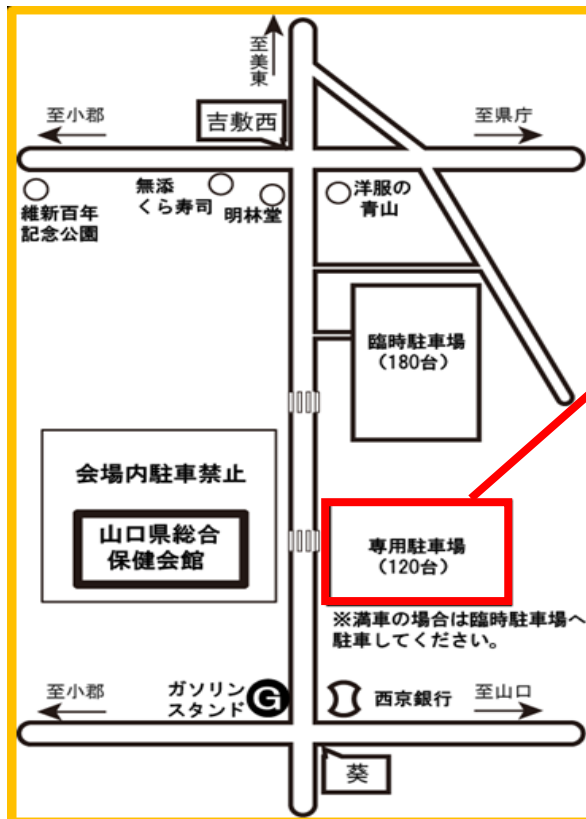 至美東
至小郡
吉敷西
至県庁
維新百年
記念公園
無添
くら寿司
明林堂
洋服の
青山
臨時駐車場
（180台）
会場内駐車禁止
山口県総合
保健会館
専用駐車場
（120台）
※満車の場合は臨時駐車場へ
駐車してください。
至小郡
ガソリン
スタンド
G
西京銀行
至山口
葵